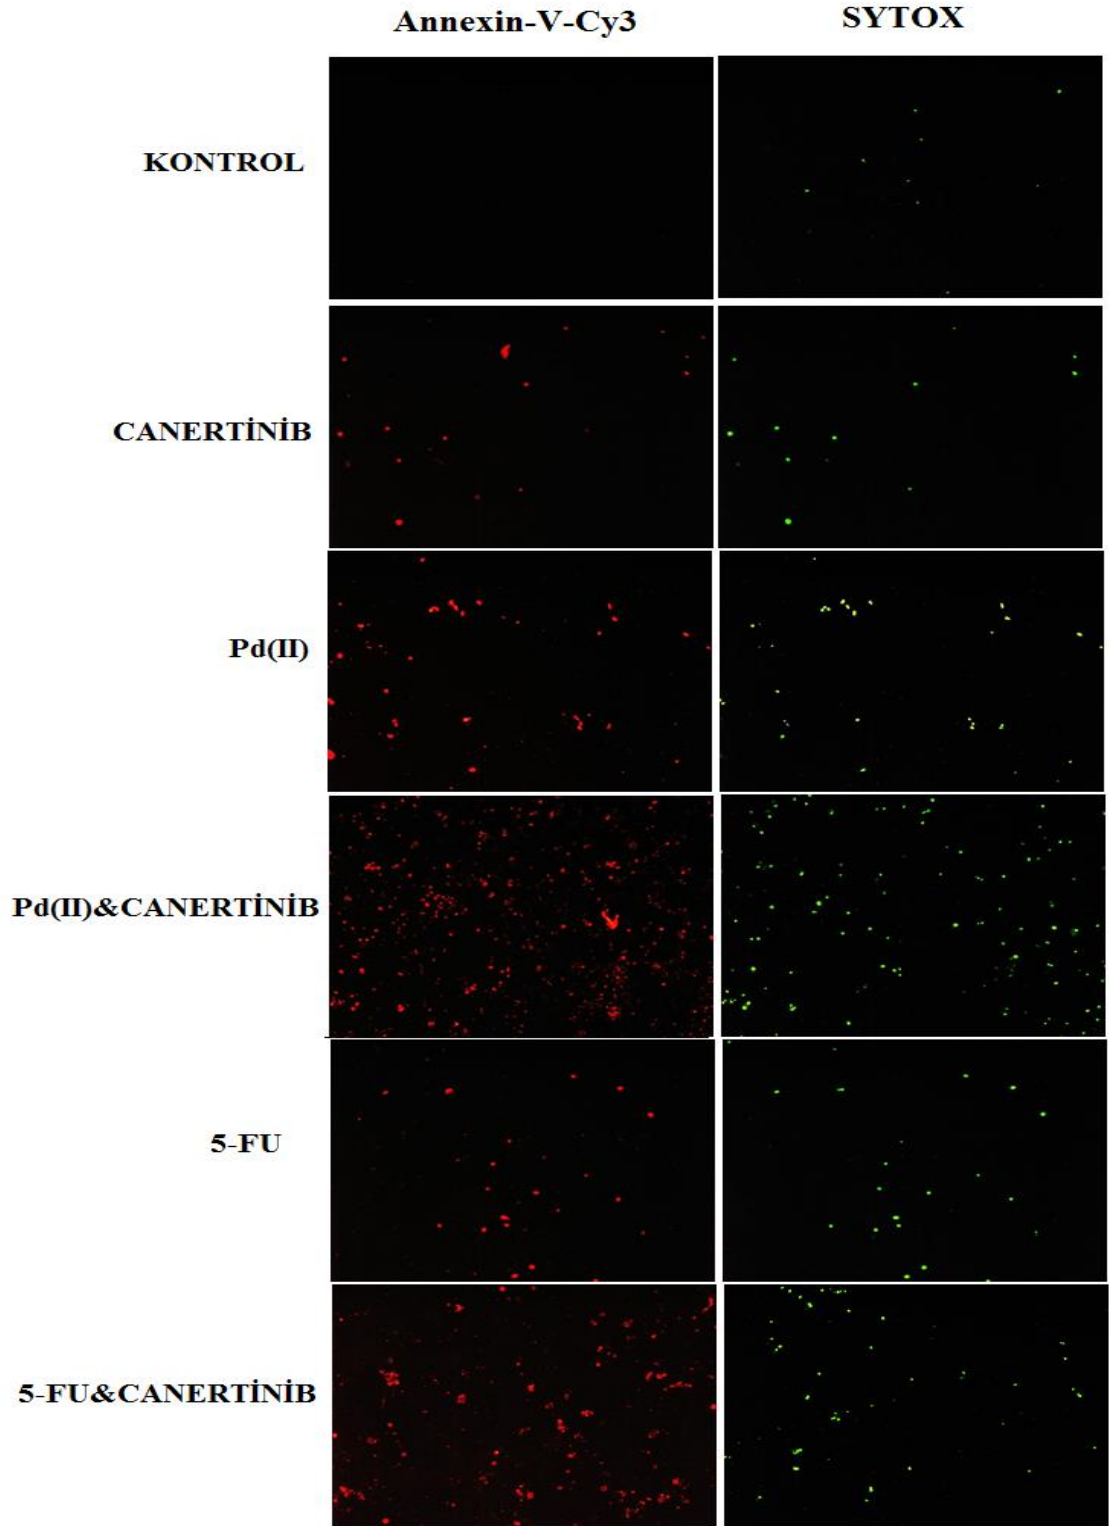 Annexin-V-Cy3 SYTOX
KONTROL
CANERTİNİB
Pd(II)
Pd(II)&CANERTİNİB
5-FU
5-FU&CANERTİNİB